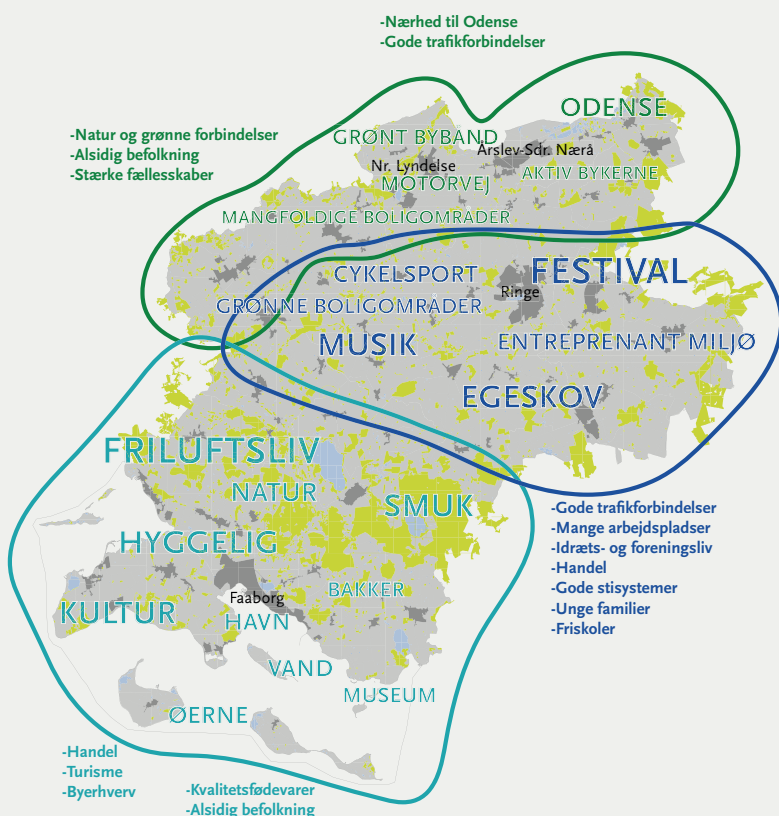 -Nærhed til Odense
-Gode trafikforbindelser
-Natur og grønne forbindelser
-Alsidig befolkning
-Stærke fællesskaber
ODENSE
GRØNT BYBAND
Årslev-Sdr. Nærå
Nr. Lyndelse
AKTIV BYKERNE
MOTORVEJ
MANGFOLDIGE BOLIGOMRÅDER
CYKELSPORT
FESTIVAL
Ringe
GRØNNE BOLIGOMRÅDER
MUSIK
ENTREPRENANT MILJØ
EGESKOV
FRILUFTSLIV
NATUR
SMUK
-Gode trafikforbindelser
-Mange arbejdspladser
-Idræts- og foreningsliv
-Handel
-Gode stisystemer
-Unge familier
-Friskoler
HYGGELIG
BAKKER
Faaborg
KULTUR
HAVN
VAND
MUSEUM
ØERNE
-Handel
-Turisme
-Byerhverv
-Kvalitetsfødevarer
-Alsidig befolkning